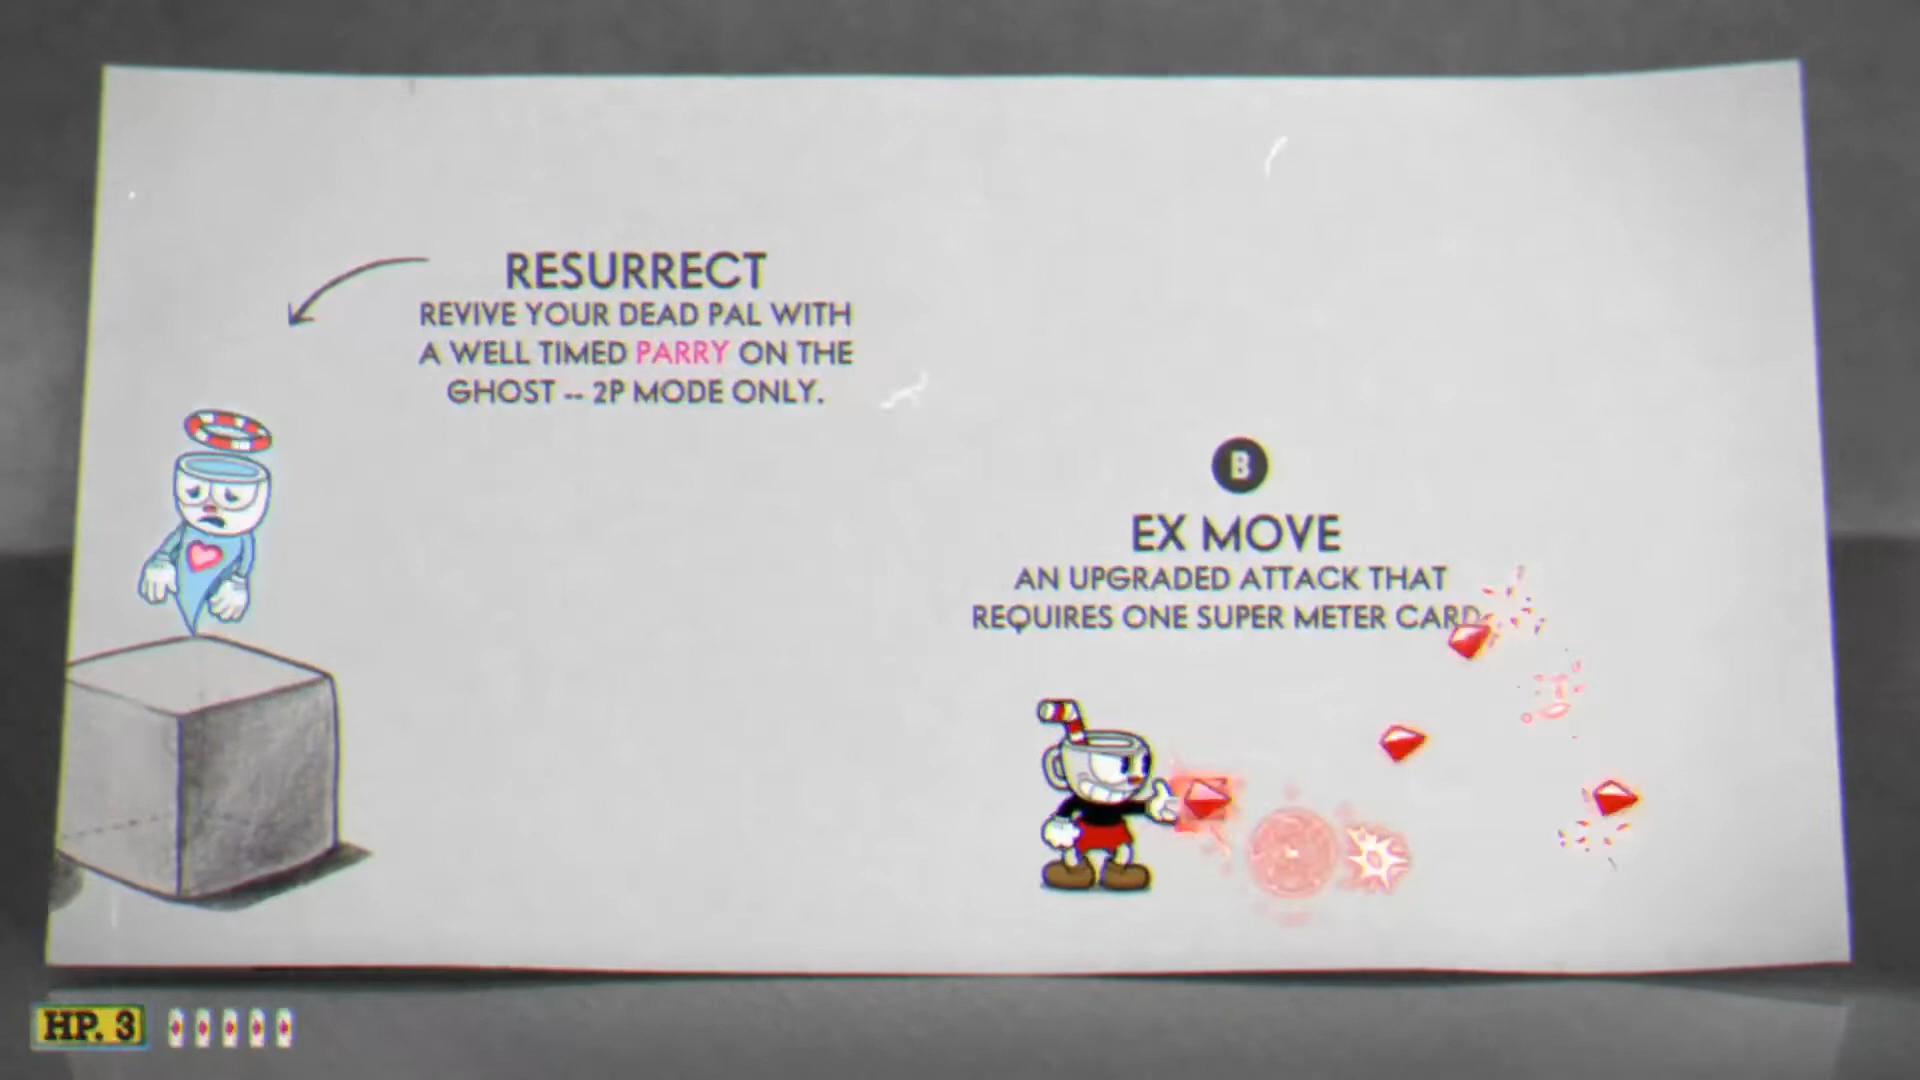 RESURRECT
REVIVE YOUR DEAD PAL WITH
A WELL TIMED PARRY ON THE
GHOST -- 2P MODE ONLY.
B
EX MOVE
AN UPGRADED ATTACK THAT
REQUIRES ONE SUPER METER CARD.
HP. 3